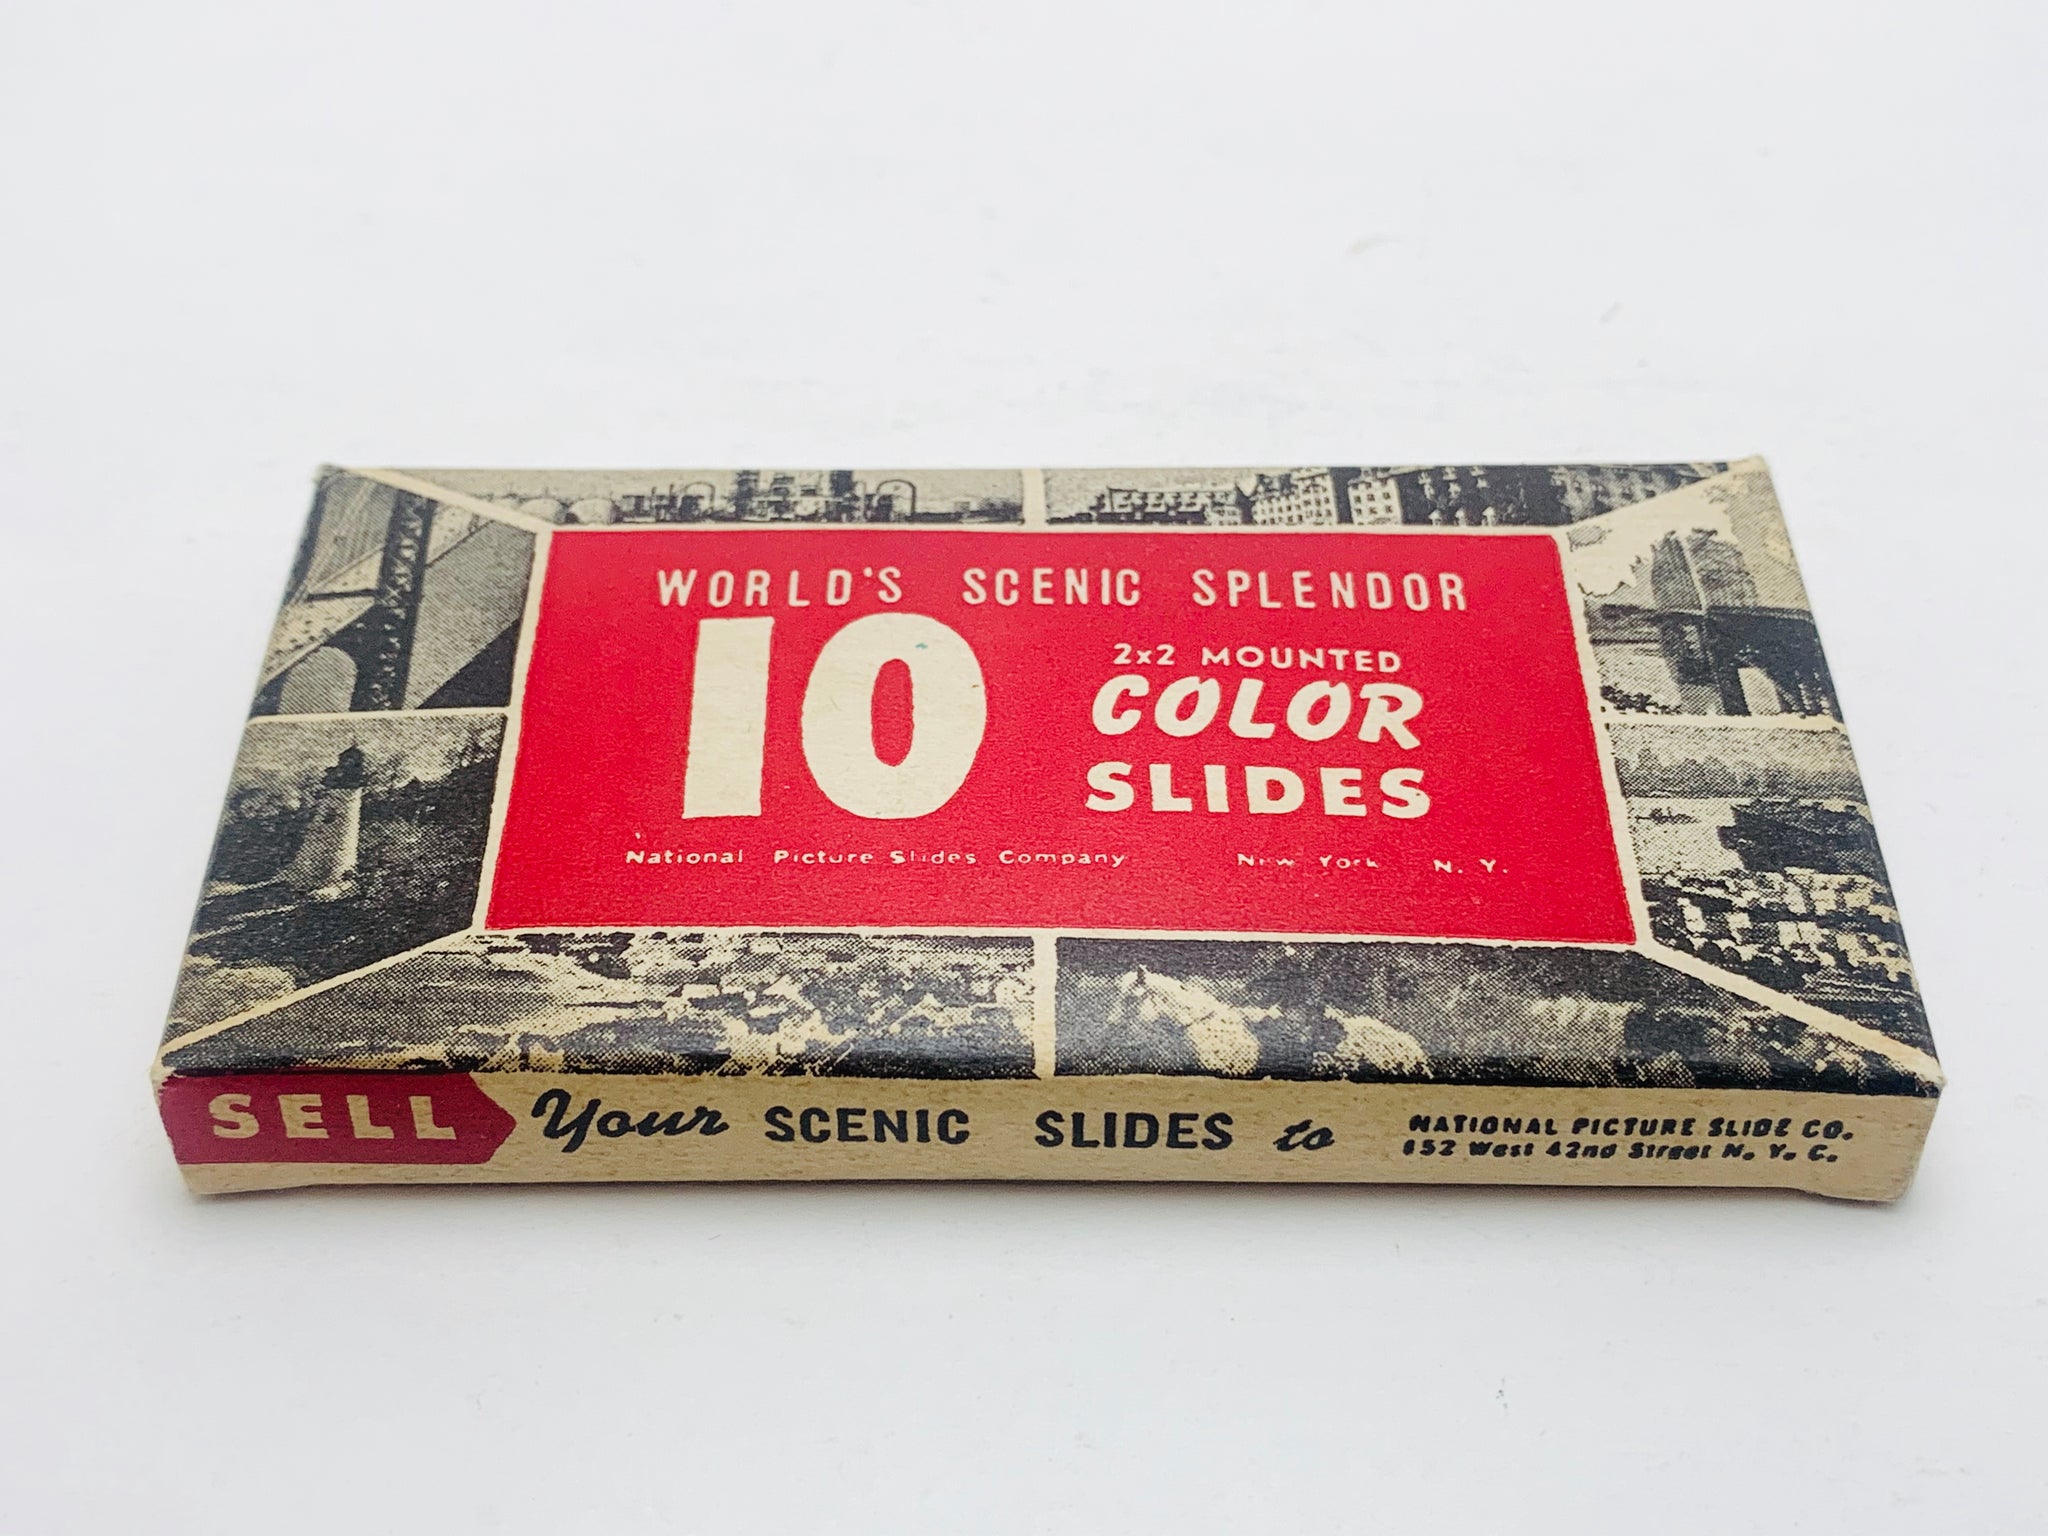 WORLD'S SCENIC SPLENDOR
10
2x2 MOUNTED
COLOR
SLIDES
National Picture Slides Company New York N. Y.
SELL Your SCENIC SLIDES to
NATIONAL PICTURE SLIDE CO.
152 West 42nd Street N. Y. C.